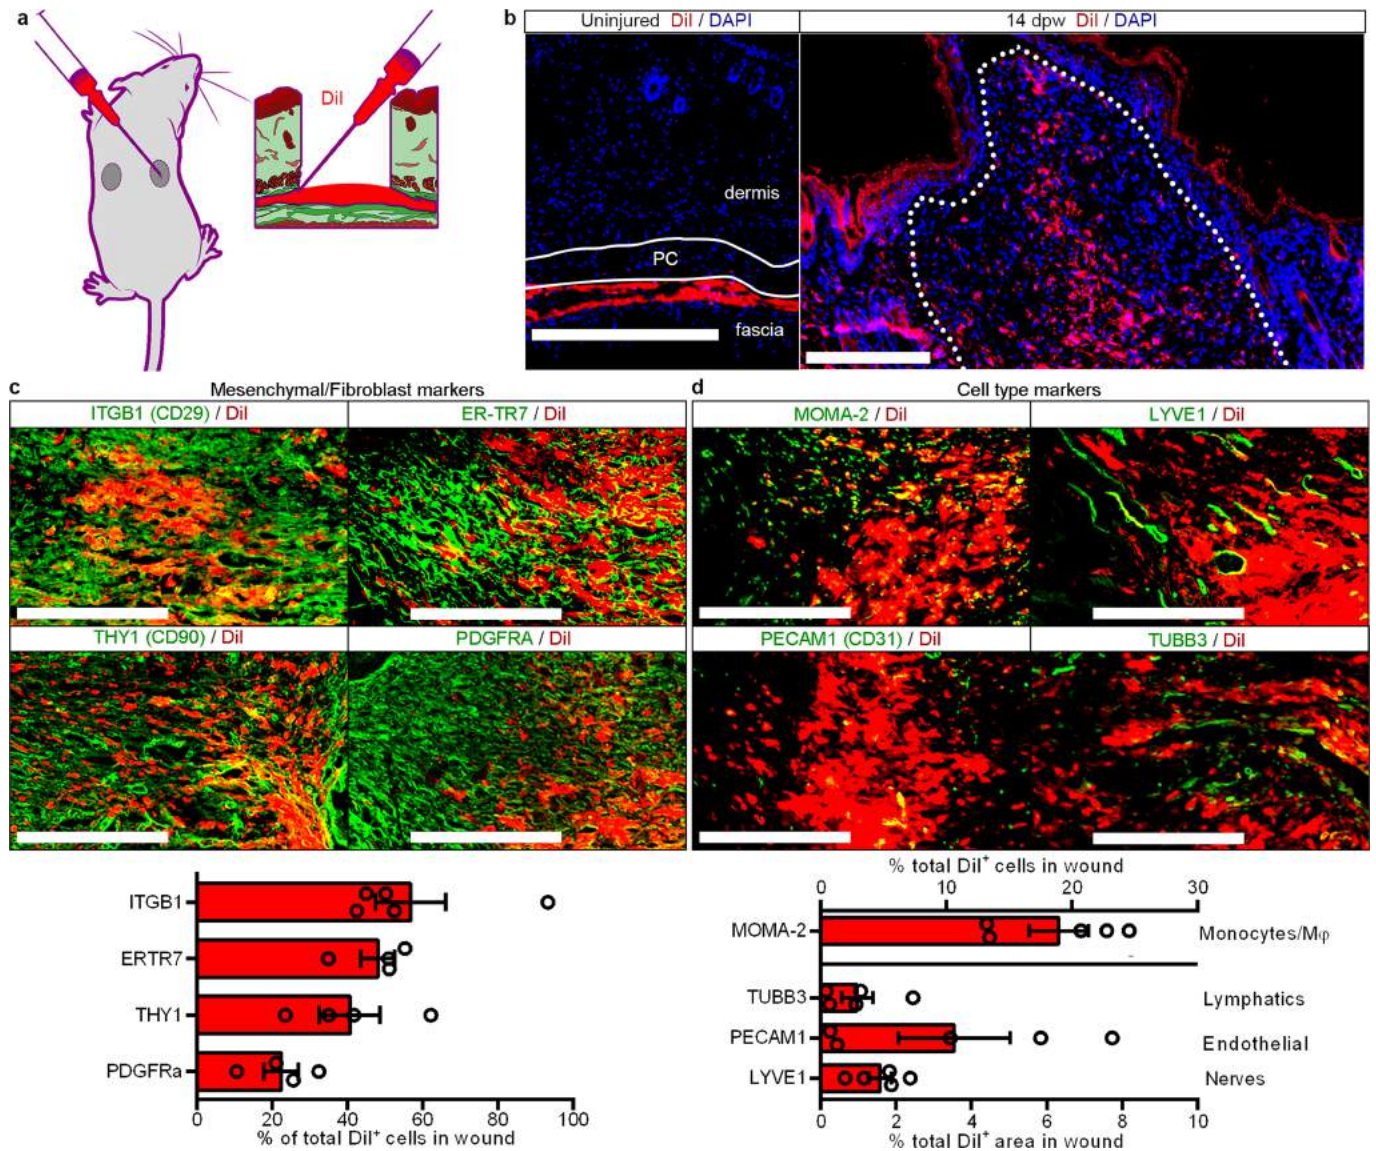 a
DiI
b
Uninjured DiI / DAPI
14 dpw DiI / DAPI
dermis
PC
fascia
c
Mesenchymal/Fibroblast markers
ITGB1 (CD29) / DiI
ER-TR7 / DiI
THY1 (CD90) / DiI
PDGFRA / DiI
ITGB1
ERTR7
THY1
PDGFRa
0 20 40 60 80 100
% of total DiI⁺ cells in wound
d
Cell type markers
MOMA-2 / DiI
LYVE1 / DiI
PECAM1 (CD31) / DiI
TUBB3 / DiI
% total DiI⁺ cells in wound
0 10 20 30
MOMA-2 Monocytes/Mφ
TUBB3 Lymphatics
PECAM1 Endothelial
LYVE1 Nerves
0 2 4 6 8 10
% total DiI⁺ area in wound